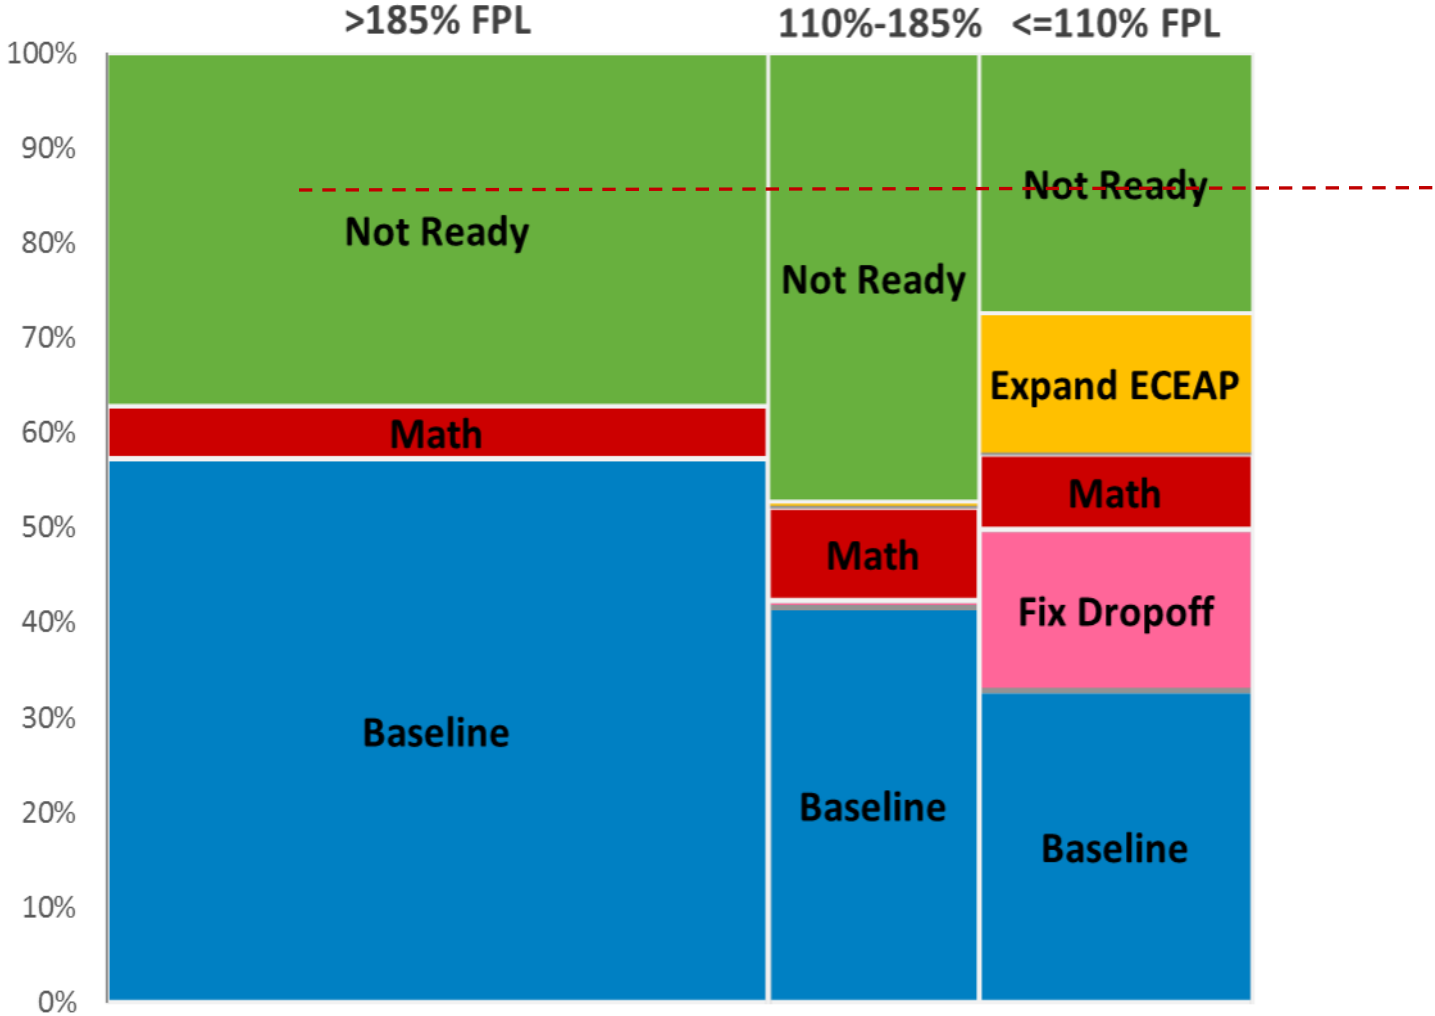 >185% FPL
110%-185%
<=110% FPL
100%
90%
80%
70%
60%
50%
40%
30%
20%
10%
0%
Not Ready
Math
Baseline
Not Ready
Math
Baseline
Not Ready
Expand ECEAP
Math
Fix Dropoff
Baseline